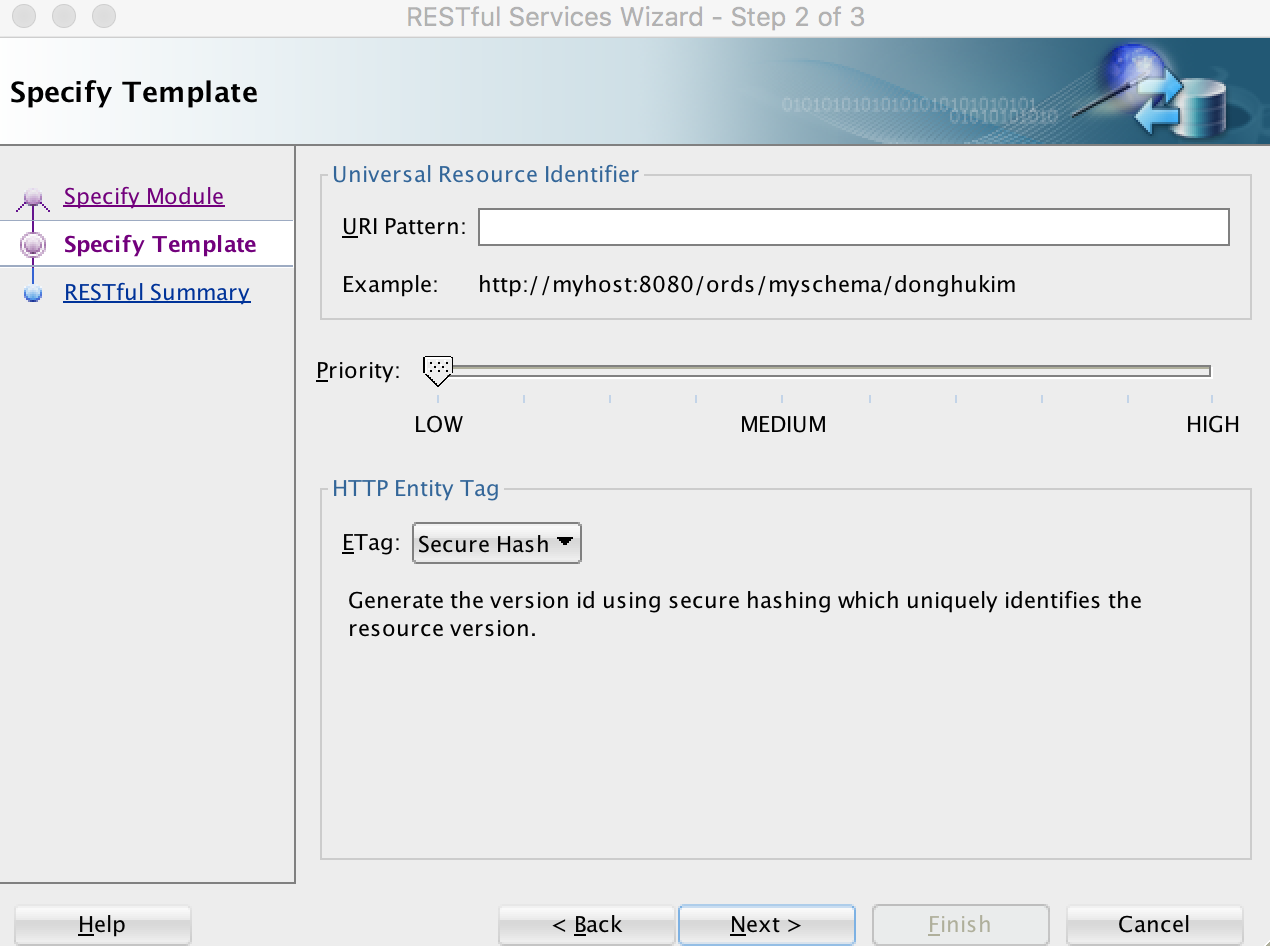 RESTful Services Wizard - Step 2 of 3
Specify Template
01010101010101010101010101
01010101010
Specify Module
Specify Template
RESTful Summary
Universal Resource Identifier
URI Pattern:
Example: http://myhost:8080/ords/myschema/donghukim
Priority:
LOW MEDIUM HIGH
HTTP Entity Tag
ETag: Secure Hash
Generate the version id using secure hashing which uniquely identifies the
resource version.
Help < Back Next > Finish Cancel